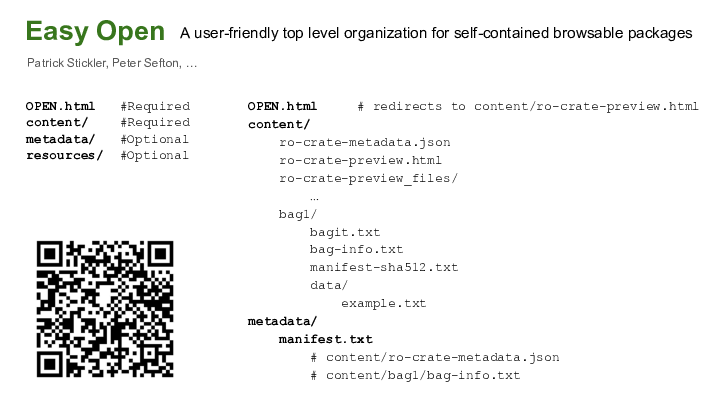 Easy Open A user-friendly top level organization for self-contained browsable packages
Patrick Stickler, Peter Sefton, …
OPEN.html #Required
content/ #Required
metadata/ #Optional
resources/ #Optional
OPEN.html # redirects to content/ro-crate-preview.html
content/
ro-crate-metadata.json
ro-crate-preview.html
ro-crate-preview_files/
…
bag1/
bagit.txt
bag-info.txt
manifest-sha512.txt
data/
example.txt
metadata/
manifest.txt
# content/ro-crate-metadata.json
# content/bag1/bag-info.txt